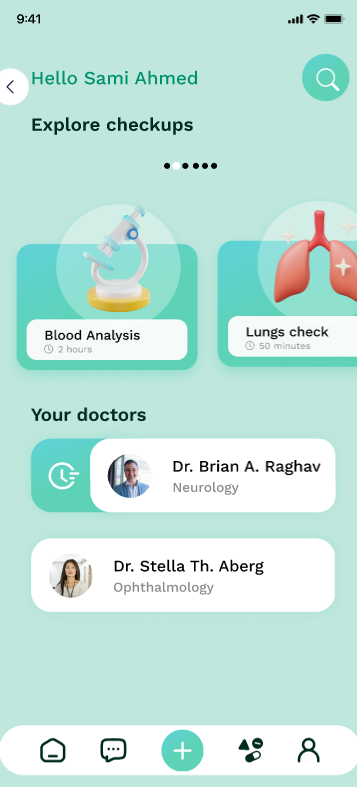 9:41
Hello Sami Ahmed
Explore checkups
Blood Analysis
2 hours
Lungs check
50 minutes
Your doctors
Dr. Brian A. Raghav
Neurology
Dr. Stella Th. Aberg
Ophthalmology